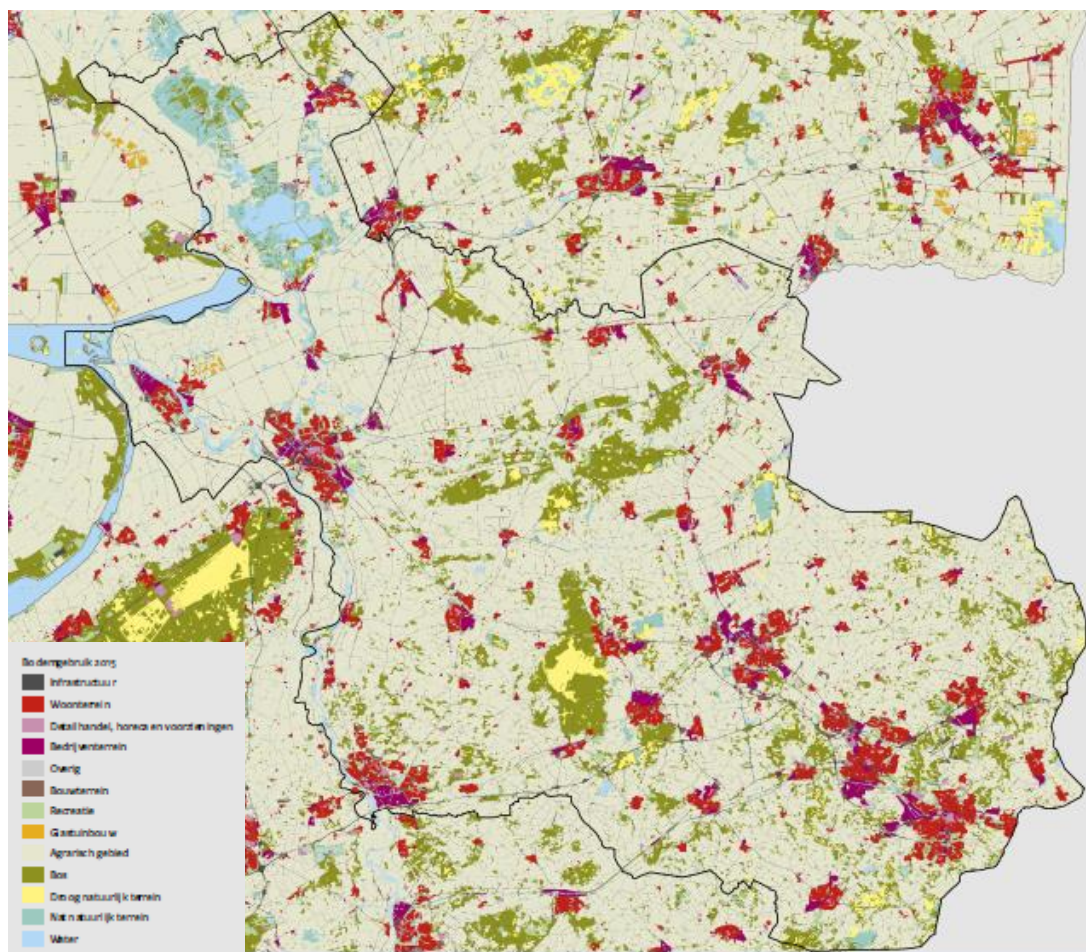 Bodemgebruik 2015
Infrastructuur
Woonterrein
Detailhandel, horeca en voorzieningen
Bedrijventerrein
Overig
Bouwterrein
Recreatie
Glastuinbouw
Agrarisch gebied
Bos
Droog natuurlijk terrein
Nat natuurlijk terrein
Water